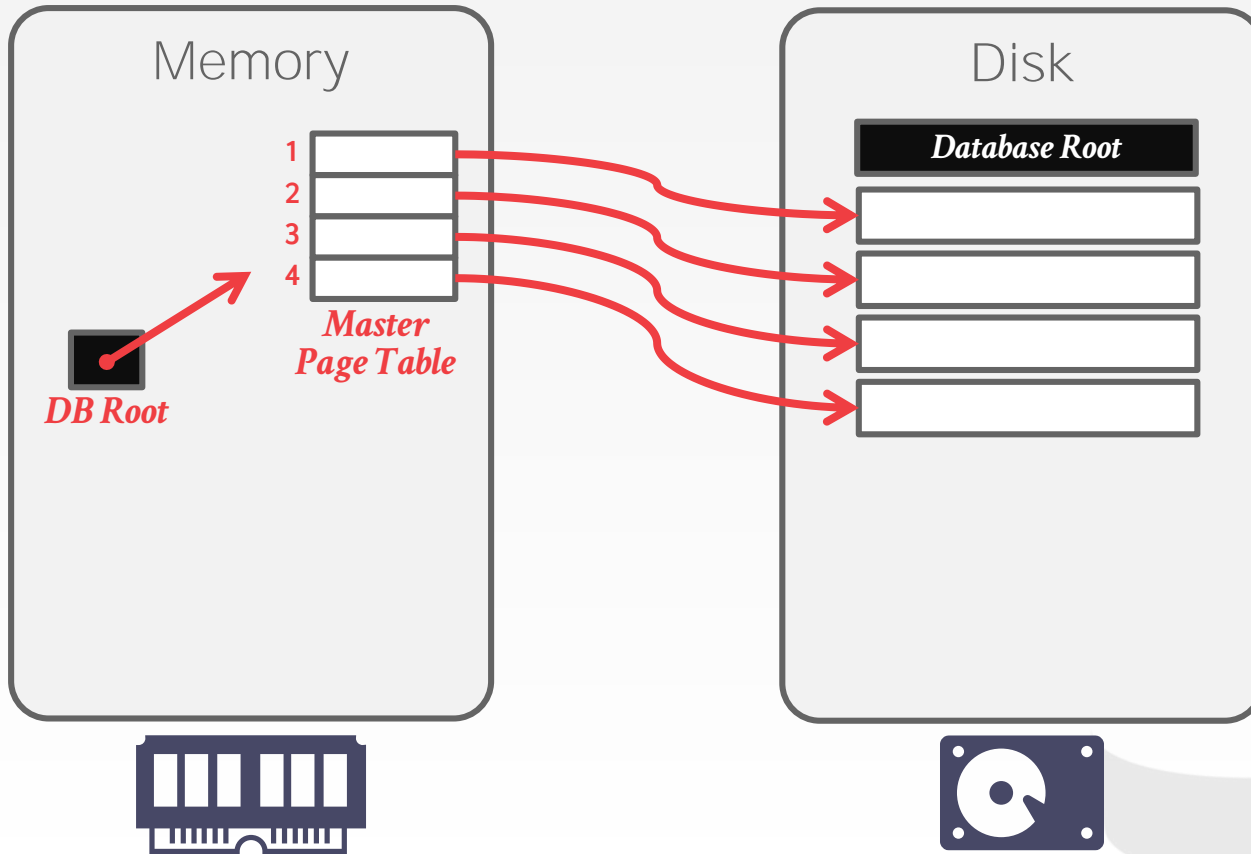 Memory
Disk
Database Root
1
2
3
4
Master
Page Table
DB Root